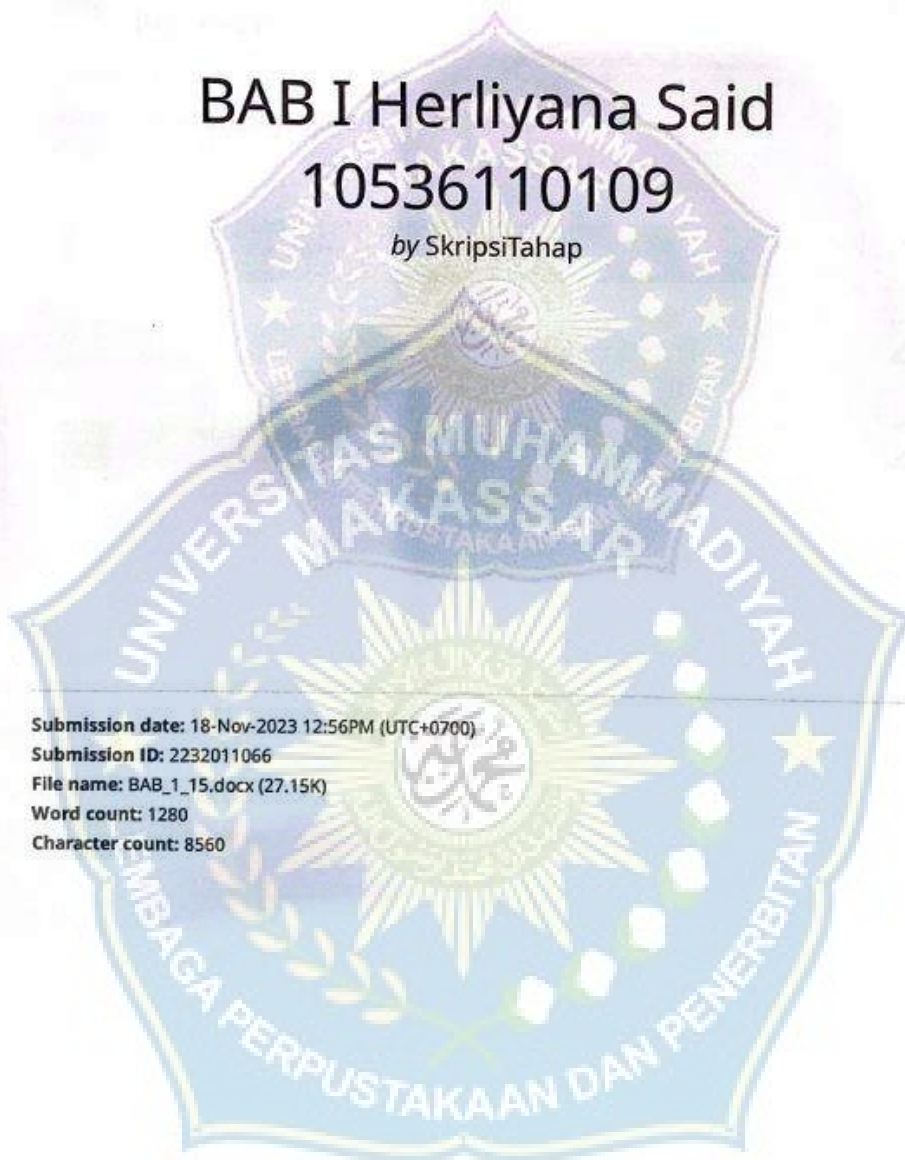 BAB I Herliyana Said
10536110109
by SkripsiTahap
UNIVERSITAS MUHAMMADIYAH
MAKASSAR
Submission date: 18-Nov-2023 12:56PM (UTC+0700)
Submission ID: 2232011066
File name: BAB_1_15.docx (27.15K)
Word count: 1280
Character count: 8560
LEMBAGA PERPUSTAKAAN DAN PENERBITAN